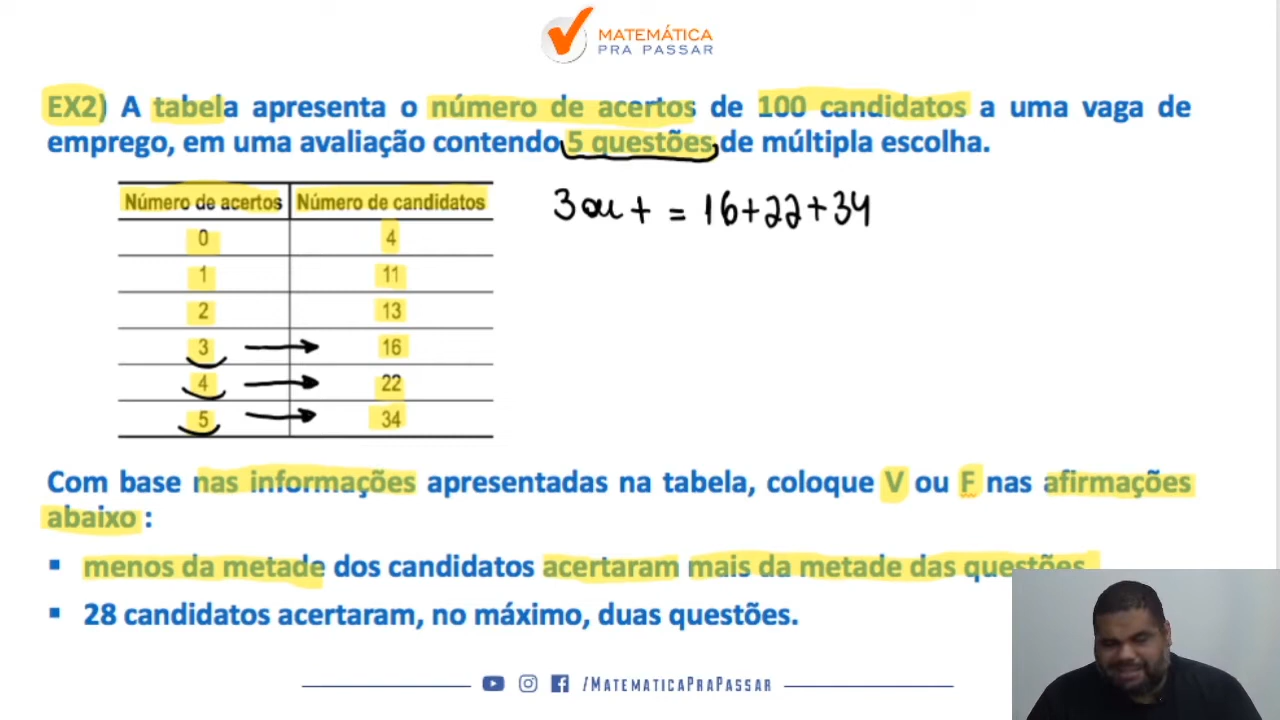 MATEMÁTICA
PRA PASSAR
EX2) A tabela apresenta o número de acertos de 100 candidatos a uma vaga de
emprego, em uma avaliação contendo 5 questões de múltipla escolha.
Número de acertos Número de candidatos
0 4
1 11
2 13
3 16
4 22
5 34
3 ou + = 16+22+34
Com base nas informações apresentadas na tabela, coloque V ou F nas afirmações
abaixo :
▪ menos da metade dos candidatos acertaram mais da metade das questões.
▪ 28 candidatos acertaram, no máximo, duas questões.
/MATEMATICAPRAPASSAR